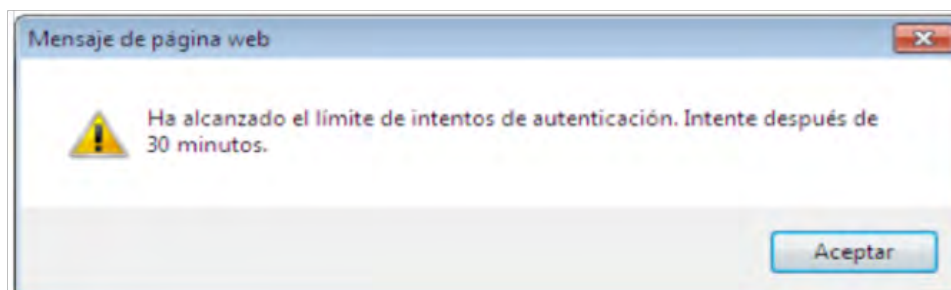 Mensaje de página web
Ha alcanzado el límite de intentos de autenticación. Intente después de
30 minutos.
Aceptar